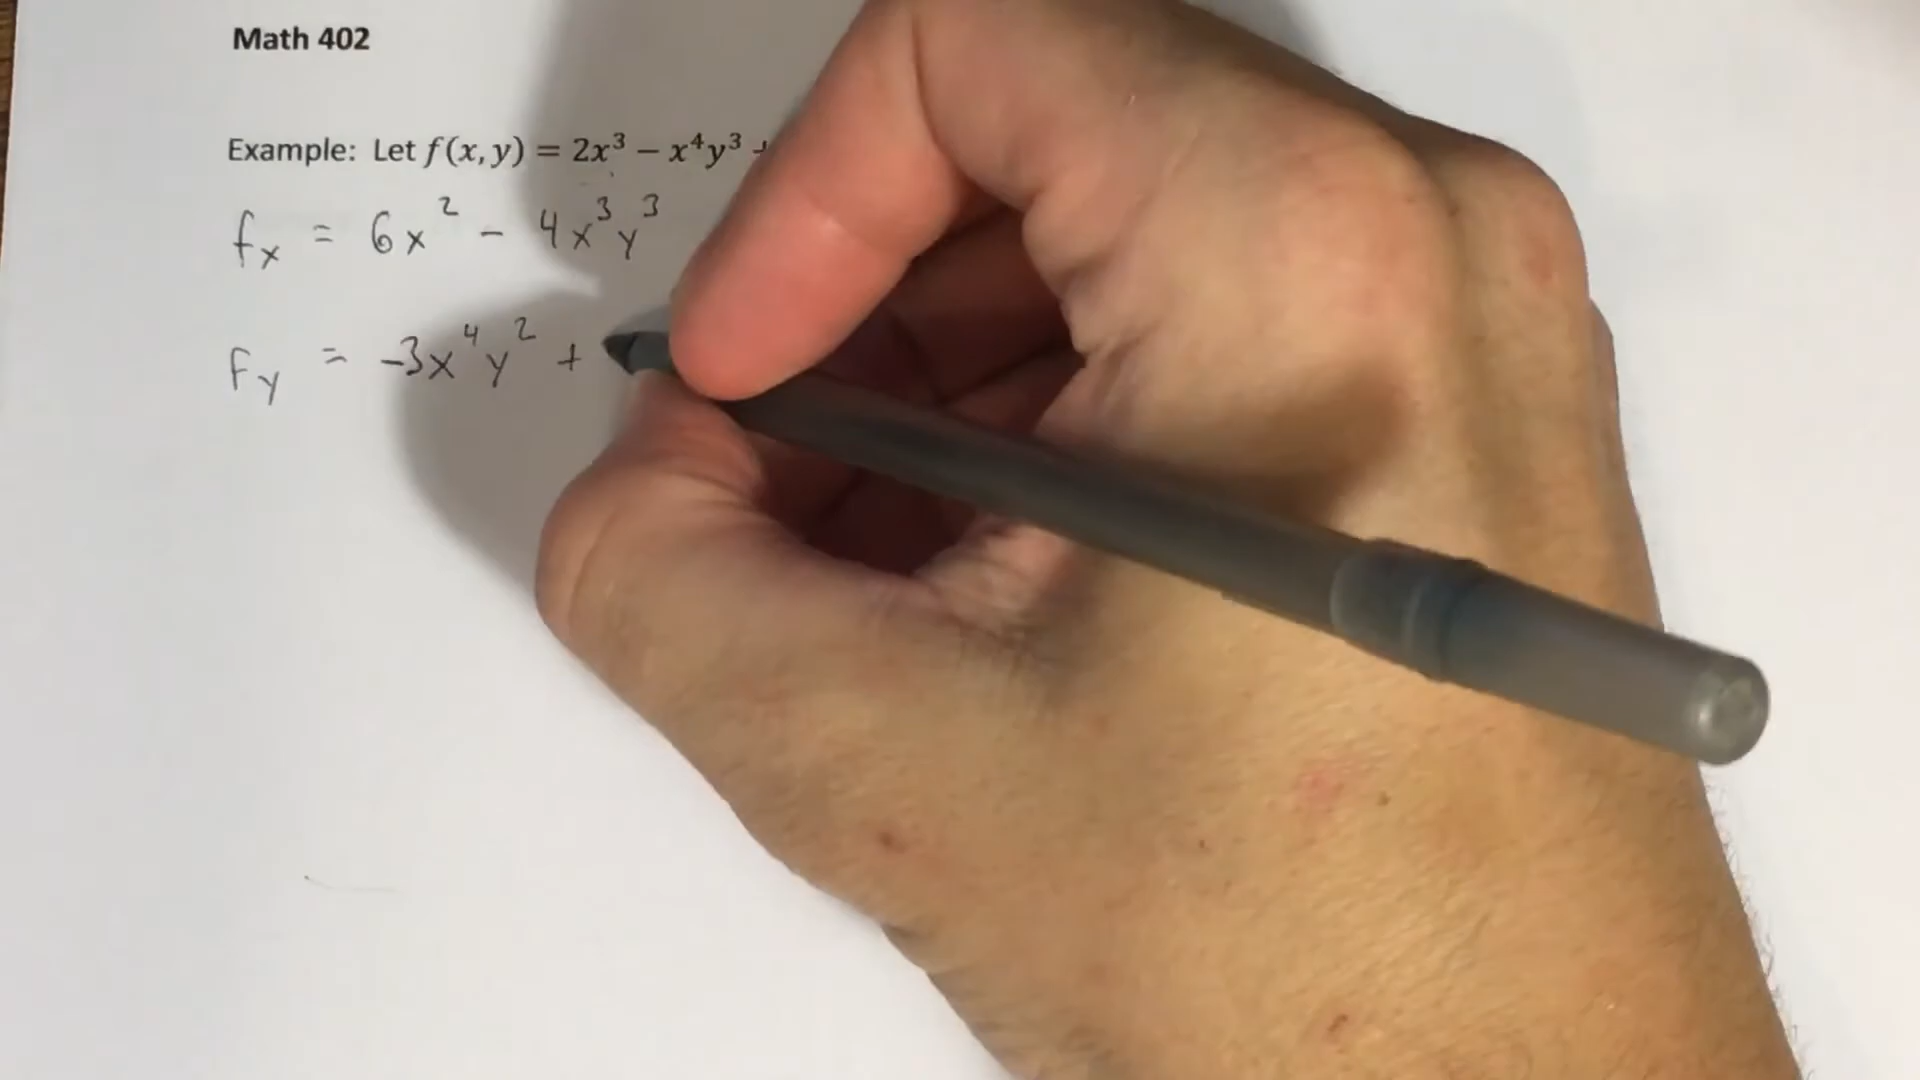 Math 402
Example: Let f(x, y) = 2x³ − x⁴y³ +
fx = 6x² − 4x³y³
fy = -3x⁴y² +